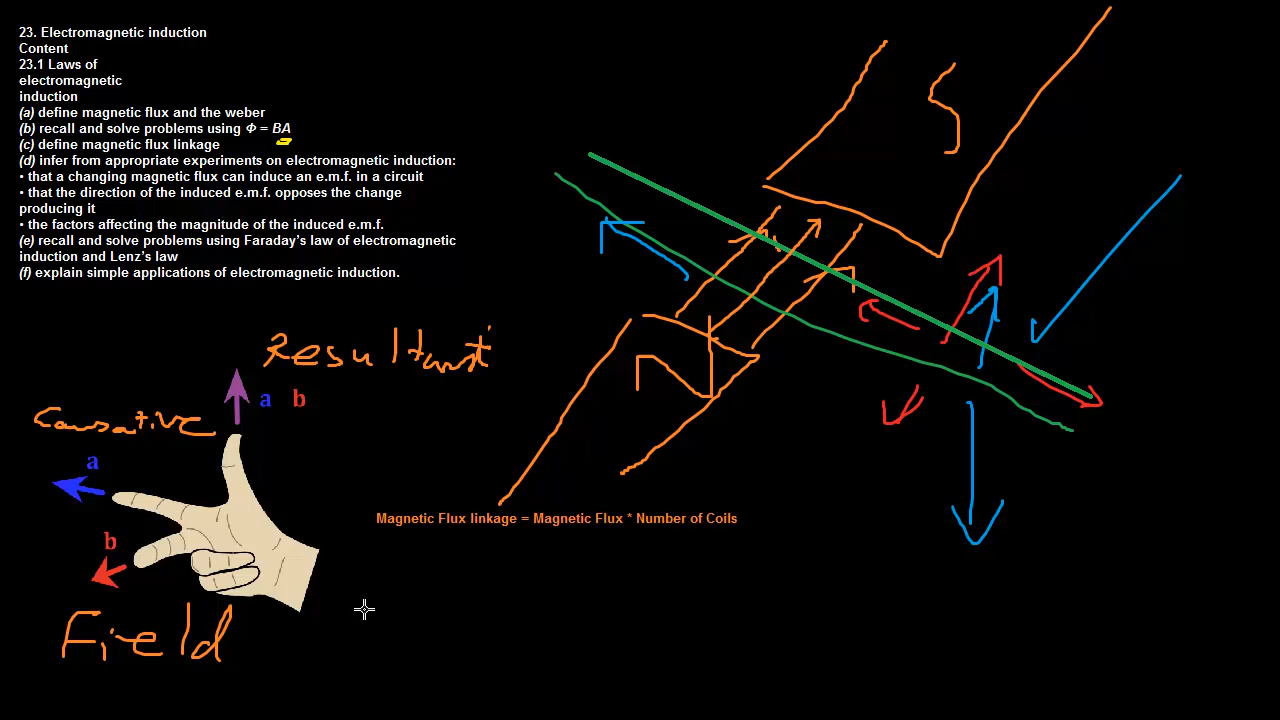 23. Electromagnetic induction
Content
23.1 Laws of
electromagnetic
induction
(a) define magnetic flux and the weber
(b) recall and solve problems using Φ = BA
(c) define magnetic flux linkage
(d) infer from appropriate experiments on electromagnetic induction:
• that a changing magnetic flux can induce an e.m.f. in a circuit
• that the direction of the induced e.m.f. opposes the change
producing it
• the factors affecting the magnitude of the induced e.m.f.
(e) recall and solve problems using Faraday's law of electromagnetic
induction and Lenz's law
(f) explain simple applications of electromagnetic induction.
S
N
Resultant
a b
Causative
a
b
Field
Magnetic Flux linkage = Magnetic Flux * Number of Coils